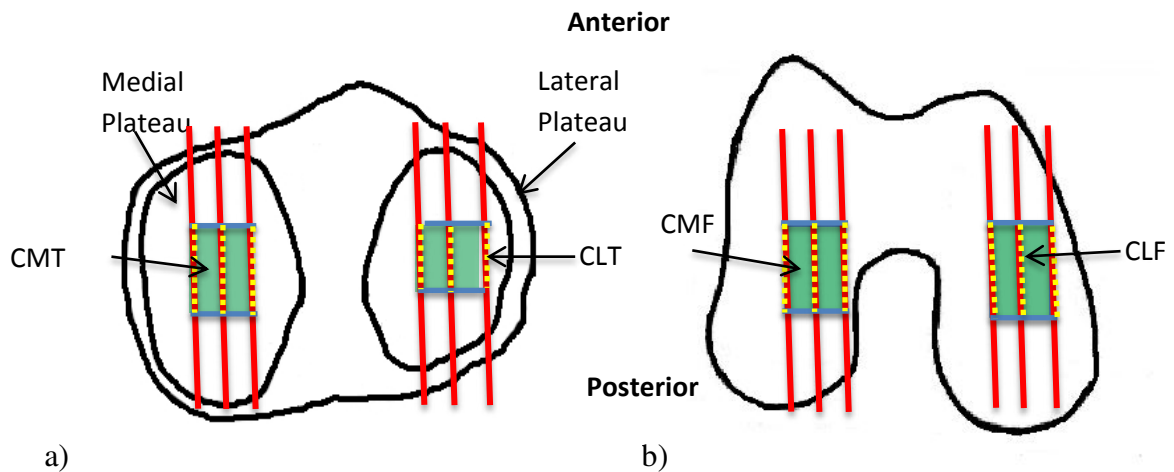 Anterior
Medial
Plateau
Lateral
Plateau
CMT
CLT
CMF
CLF
Posterior
a)
b)